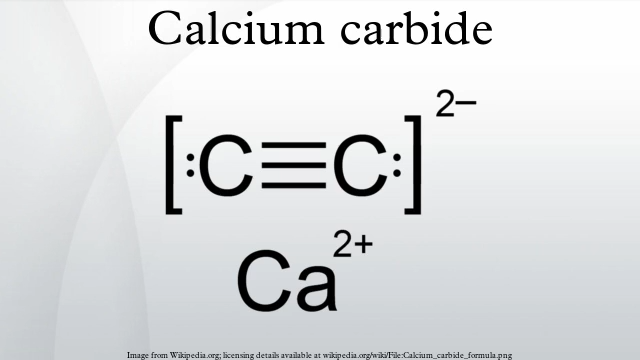 Calcium carbide
[:C≡C:]²⁻
Ca²⁺
Image from Wikipedia.org; licensing details available at wikipedia.org/wiki/File:Calcium_carbide_formula.png